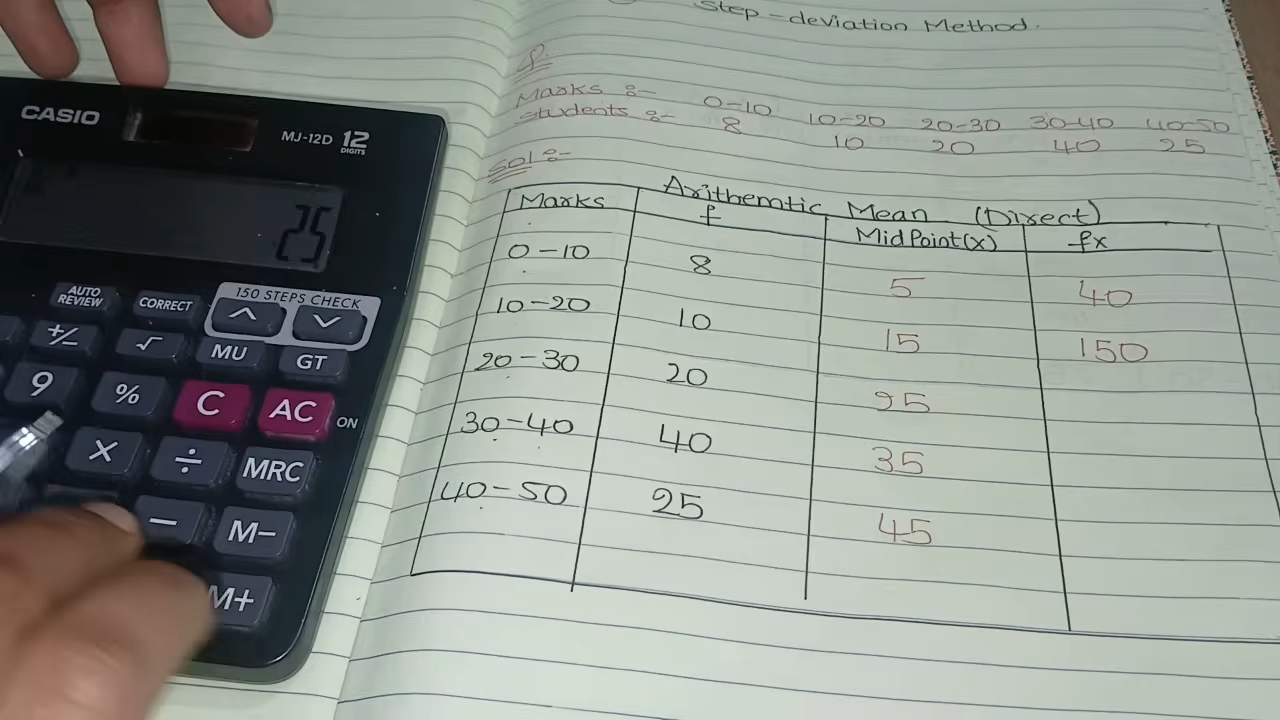 Step-deviation Method.
Q.
Marks :- 0-10 10-20 20-30 30-40 40-50
Students :- 8 10 20 40 25
Sol :-
Arithematic Mean (Direct)
Marks f MidPoint(x) fx
0-10 8 5 40
10-20 10 15 150
20-30 20 25
30-40 40 35
40-50 25 45
CASIO
MJ-12D 12 DIGITS
25
150 STEPS CHECK
AUTO REVIEW CORRECT
+/- √ MU GT
9 % C AC ON
X ÷ MRC
− M−
M+